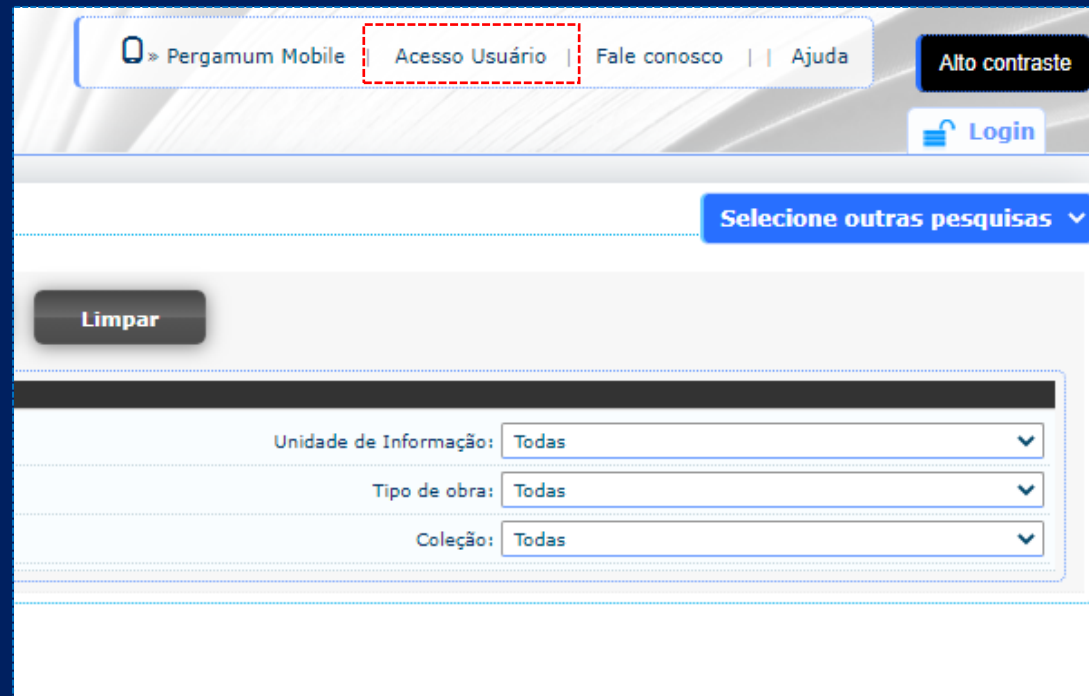 » Pergamum Mobile | Acesso Usuário | Fale conosco | | Ajuda
Alto contraste
Login
Selecione outras pesquisas
Limpar
Unidade de Informação: Todas
Tipo de obra: Todas
Coleção: Todas